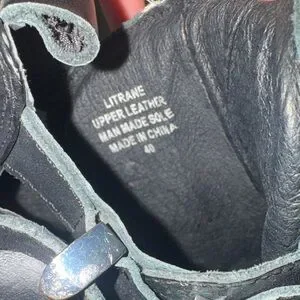 LITRANE
UPPER LEATHER
MAN MADE SOLE
MADE IN CHINA
40